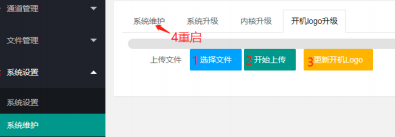 通道管理
文件管理
系统设置
系统设置
系统维护
系统维护 系统升级 内核升级 开机logo升级
4重启
上传文件 1 选择文件 2 开始上传 3 更新开机Logo